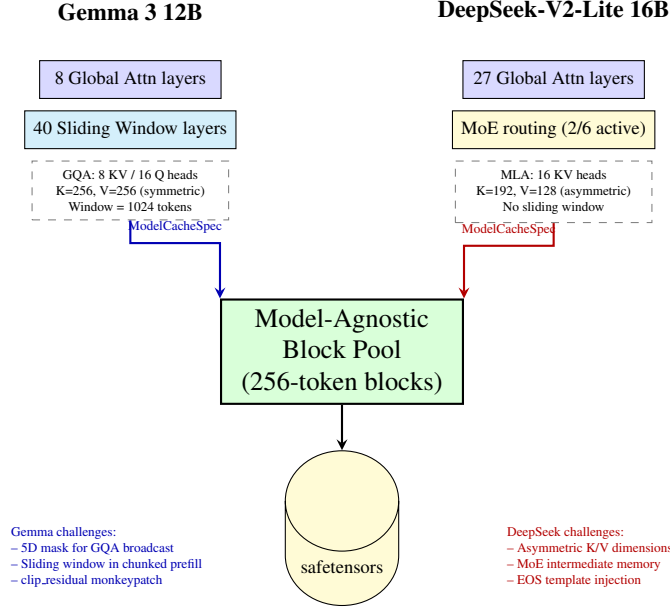 Gemma 3 12B
DeepSeek-V2-Lite 16B
8 Global Attn layers
27 Global Attn layers
40 Sliding Window layers
MoE routing (2/6 active)
GQA: 8 KV / 16 Q heads
K=256, V=256 (symmetric)
Window = 1024 tokens
MLA: 16 KV heads
K=192, V=128 (asymmetric)
No sliding window
ModelCacheSpec
ModelCacheSpec
Model-Agnostic
Block Pool
(256-token blocks)
safetensors
Gemma challenges:
– 5D mask for GQA broadcast
– Sliding window in chunked prefill
– clip_residual monkeypatch
DeepSeek challenges:
– Asymmetric K/V dimensions
– MoE intermediate memory
– EOS template injection